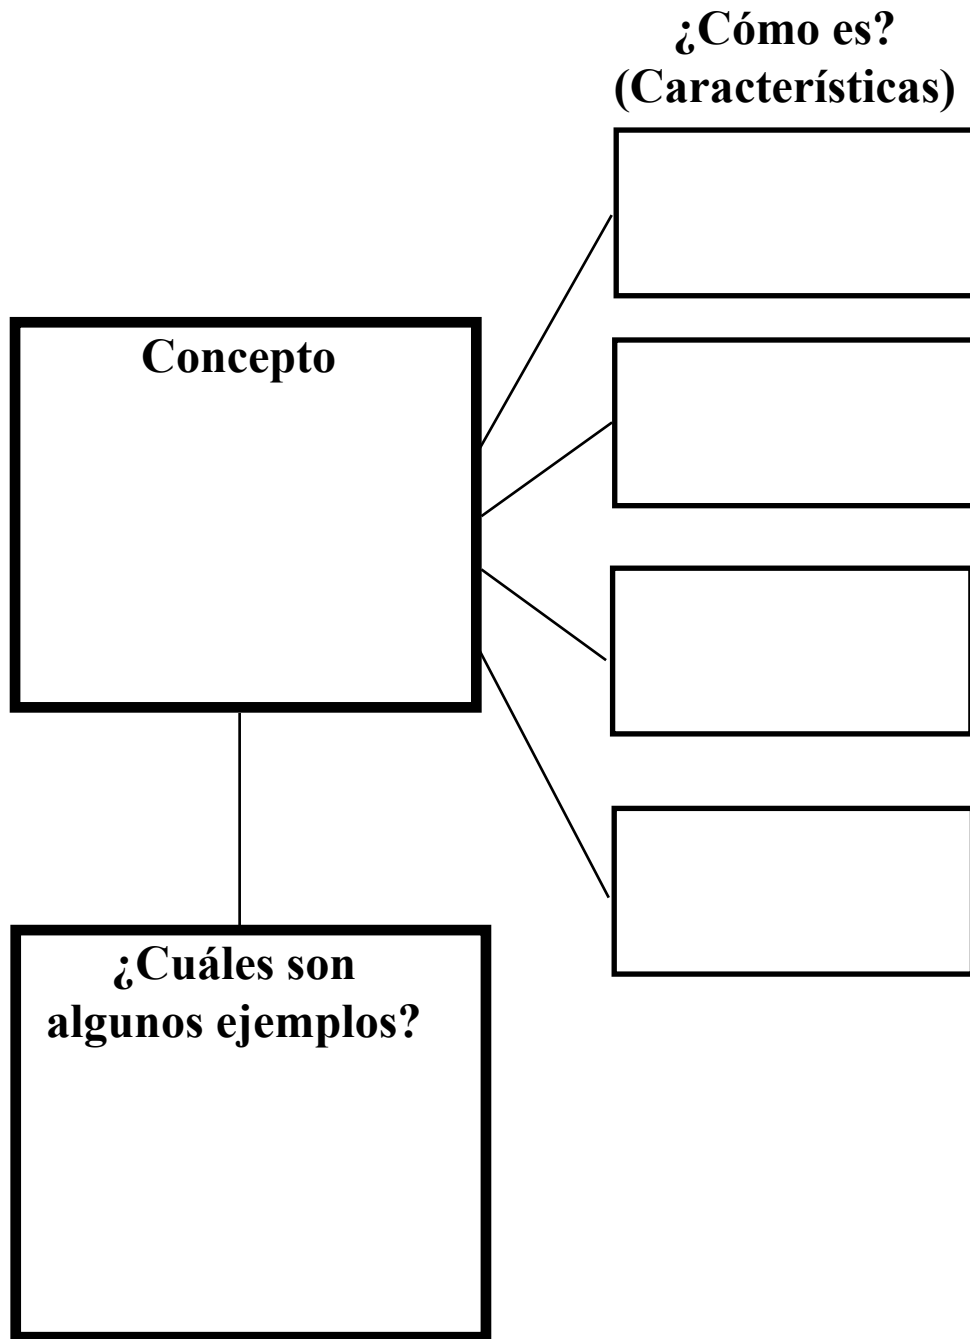 ¿Cómo es?
(Características)
Concepto
¿Cuáles son
algunos ejemplos?